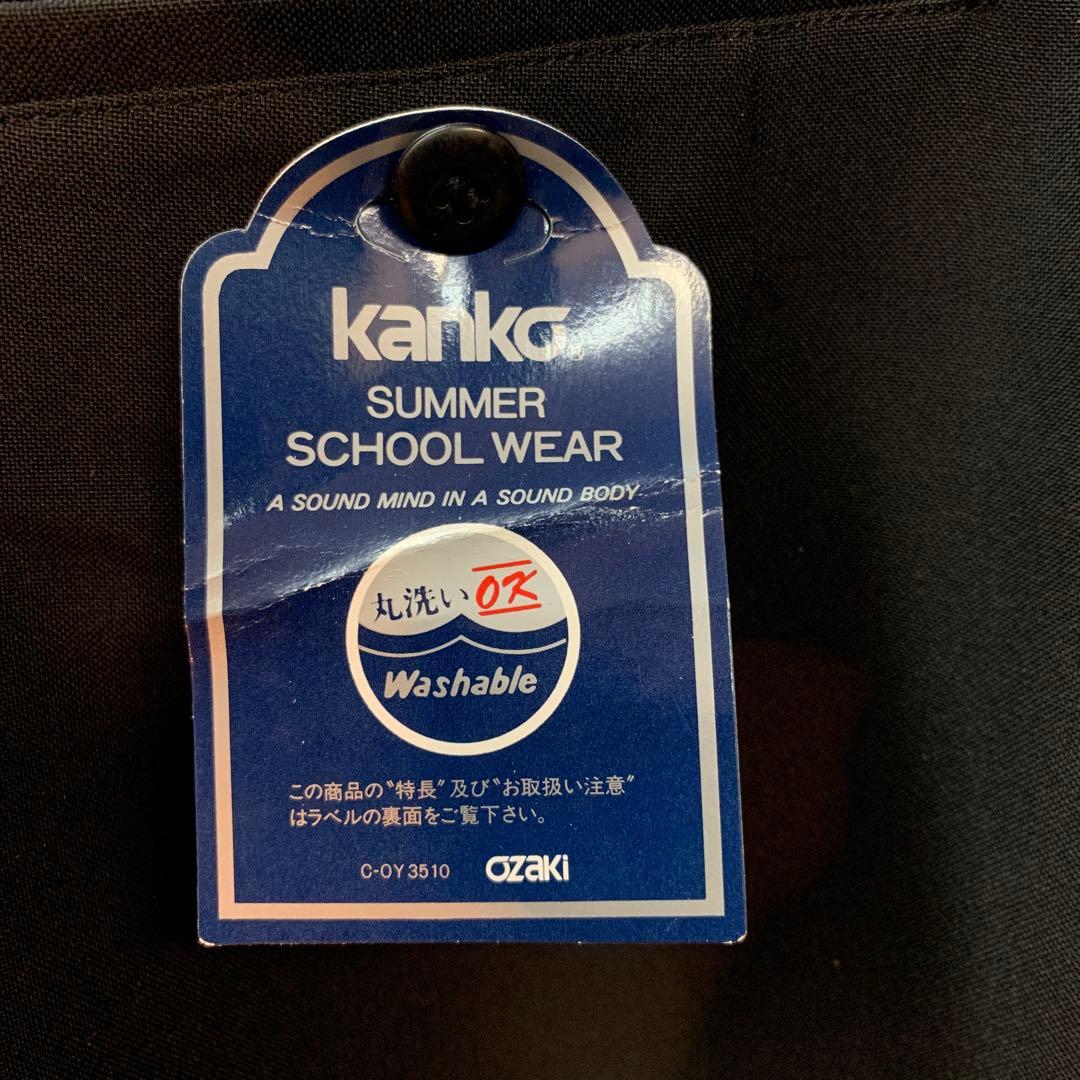 kanko.
SUMMER
SCHOOL WEAR
A SOUND MIND IN A SOUND BODY
丸洗い OK
Washable
この商品の〝特長〟及び〝お取扱い注意〟
はラベルの裏面をご覧下さい。
C-OY 3510 OZAKI